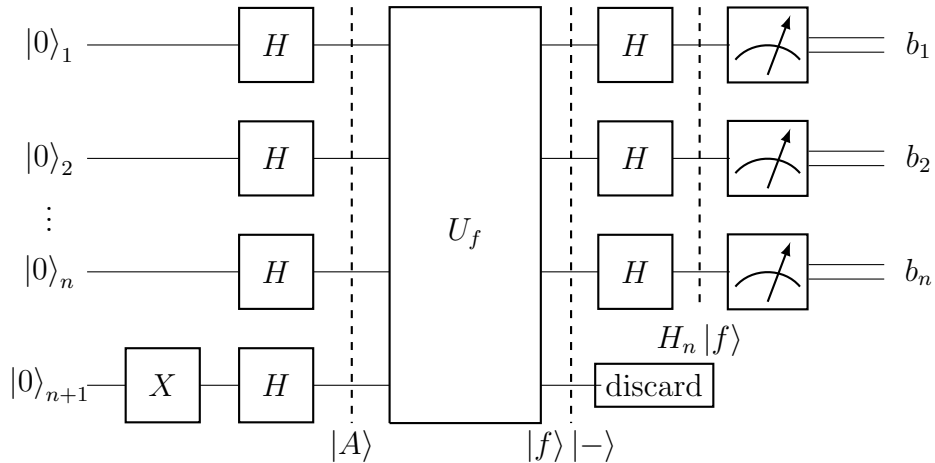 |0⟩₁ H H b₁
|0⟩₂ H H b₂
⋮
U_f
|0⟩ₙ H H bₙ
Hₙ |f⟩
|0⟩ₙ₊₁ X H discard
|A⟩ |f⟩ |−⟩